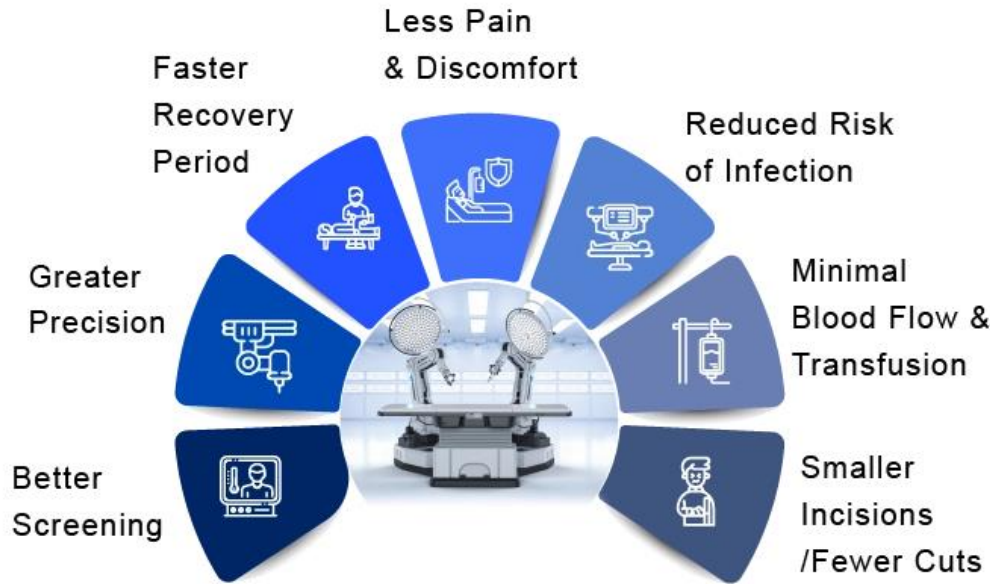 Less Pain
& Discomfort
Faster
Recovery
Period
Reduced Risk
of Infection
Greater
Precision
Minimal
Blood Flow &
Transfusion
Better
Screening
Smaller
Incisions
/Fewer Cuts